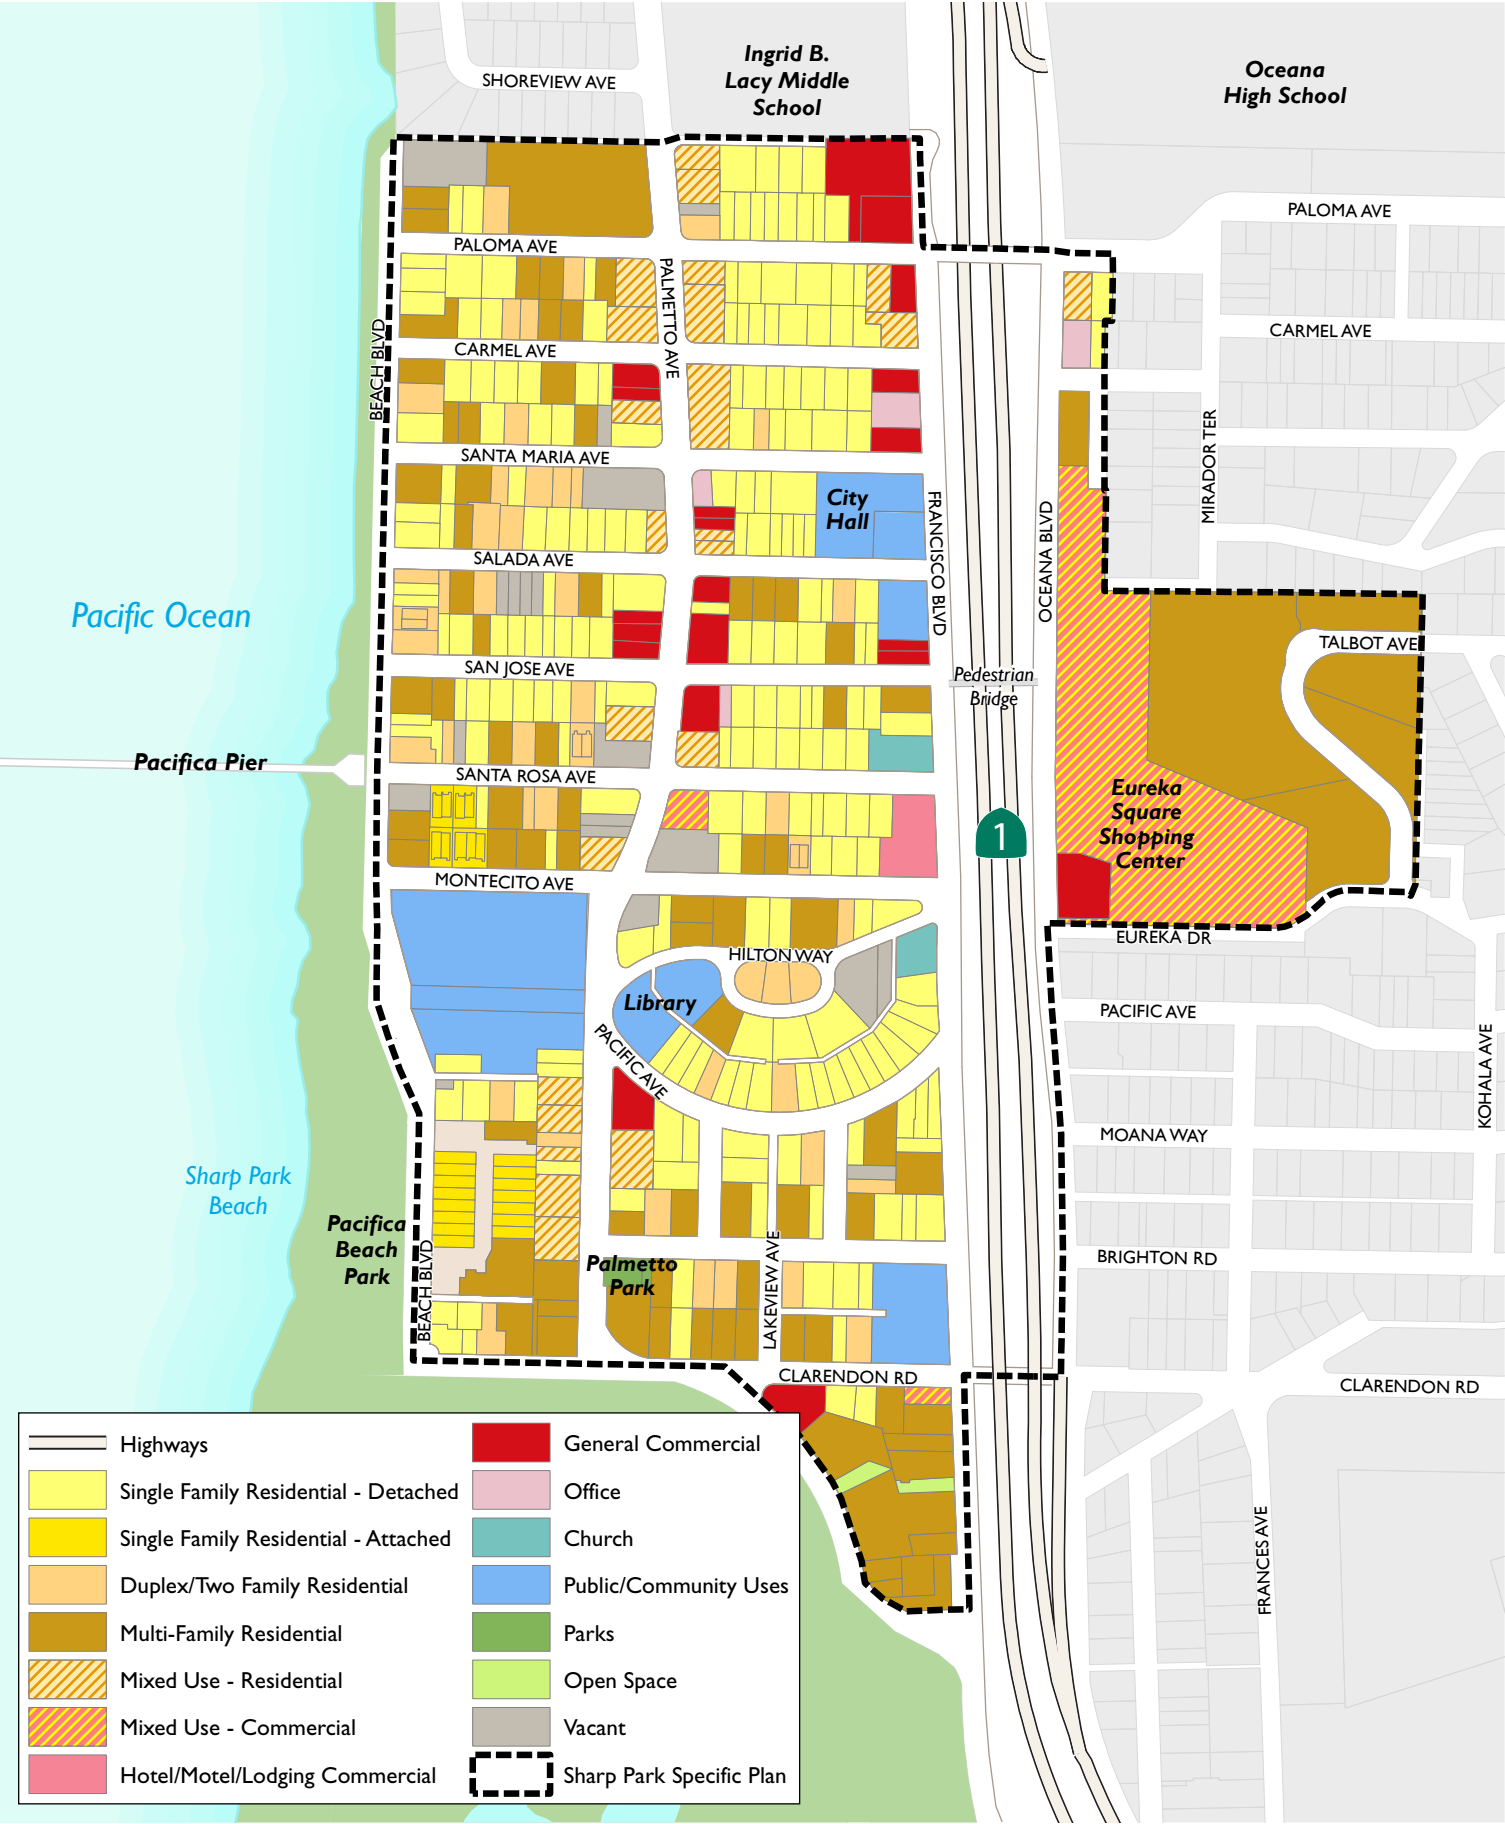 Ingrid B.
Lacy Middle
School
Oceana
High School
SHOREVIEW AVE
PALOMA AVE
PALOMA AVE
PALMETTO AVE
BEACH BLVD
CARMEL AVE
CARMEL AVE
MIRADOR TER
SANTA MARIA AVE
City
Hall
FRANCISCO BLVD
OCEANA BLVD
SALADA AVE
Pacific Ocean
TALBOT AVE
SAN JOSE AVE
Pedestrian
Bridge
Pacifica Pier
SANTA ROSA AVE
Eureka
Square
Shopping
Center
1
MONTECITO AVE
EUREKA DR
HILTON WAY
Library
PACIFIC AVE
PACIFIC AVE
KOHALA AVE
MOANA WAY
Sharp Park
Beach
Pacifica
Beach
Park
BEACH BLVD
Palmetto
Park
LAKEVIEW AVE
BRIGHTON RD
CLARENDON RD
CLARENDON RD
FRANCES AVE
Highways
Single Family Residential - Detached
Single Family Residential - Attached
Duplex/Two Family Residential
Multi-Family Residential
Mixed Use - Residential
Mixed Use - Commercial
Hotel/Motel/Lodging Commercial
General Commercial
Office
Church
Public/Community Uses
Parks
Open Space
Vacant
Sharp Park Specific Plan